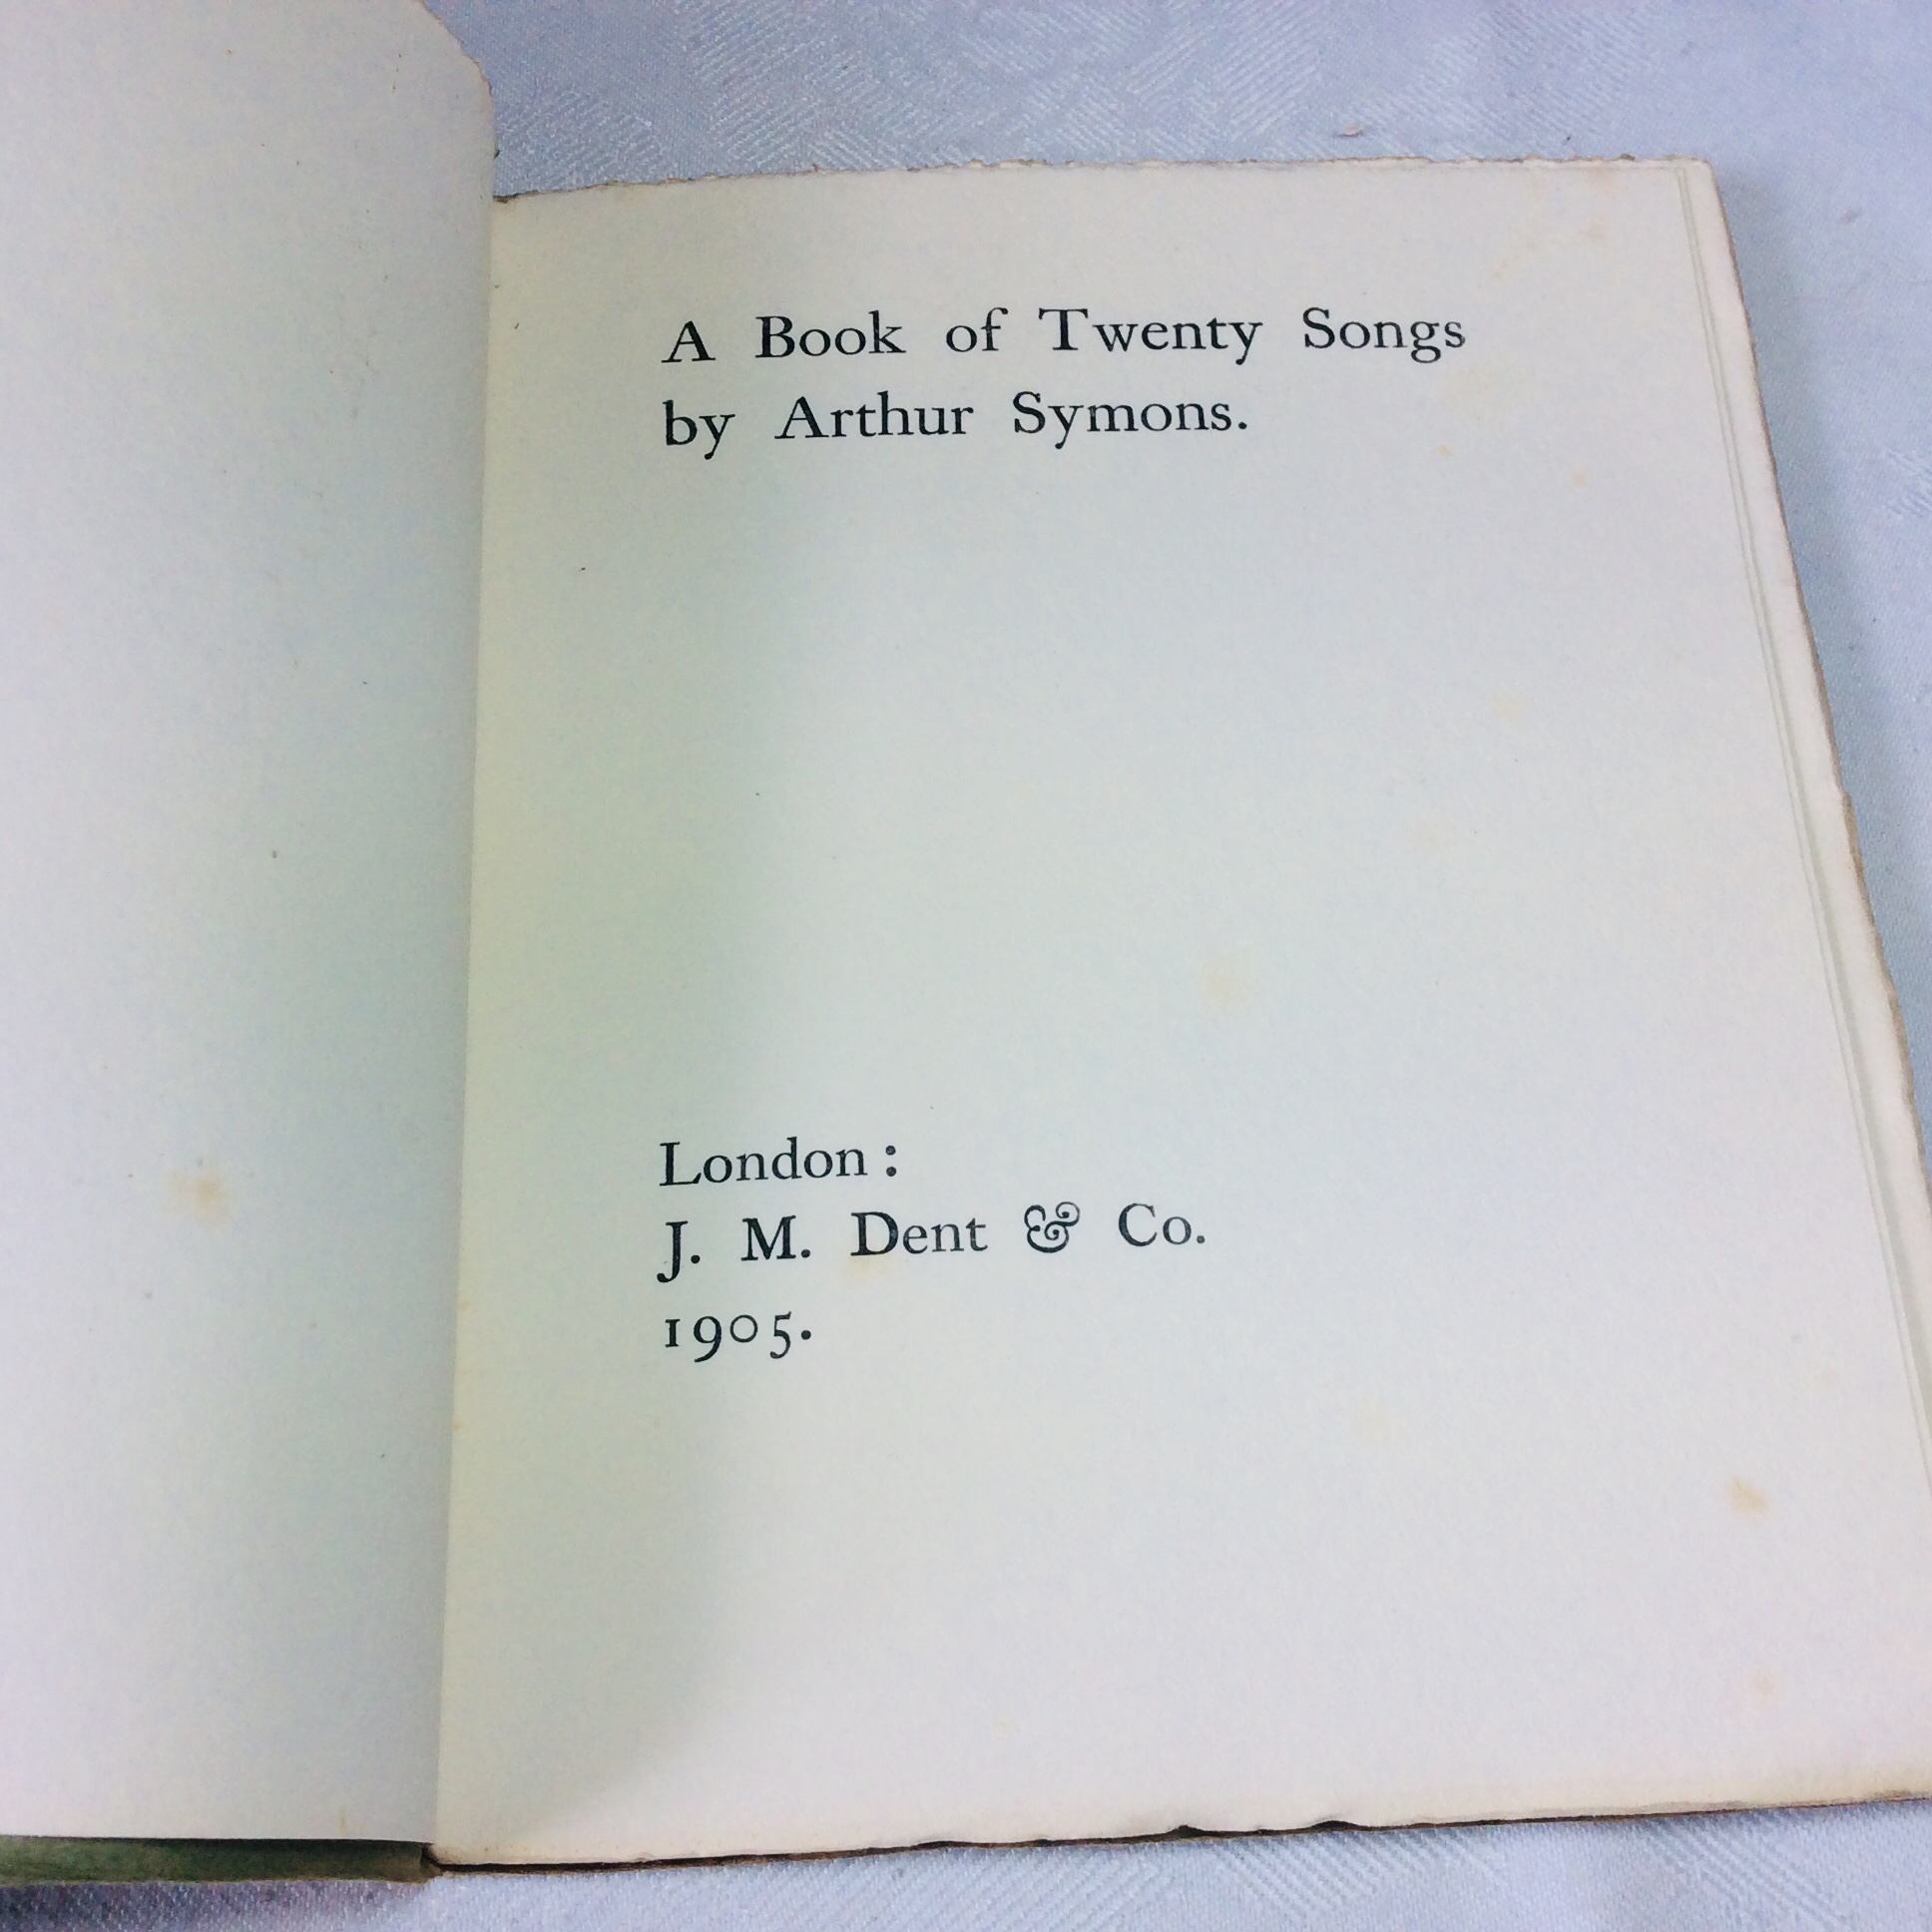 A Book of Twenty Songs
by Arthur Symons.
London :
J. M. Dent & Co.
1905.